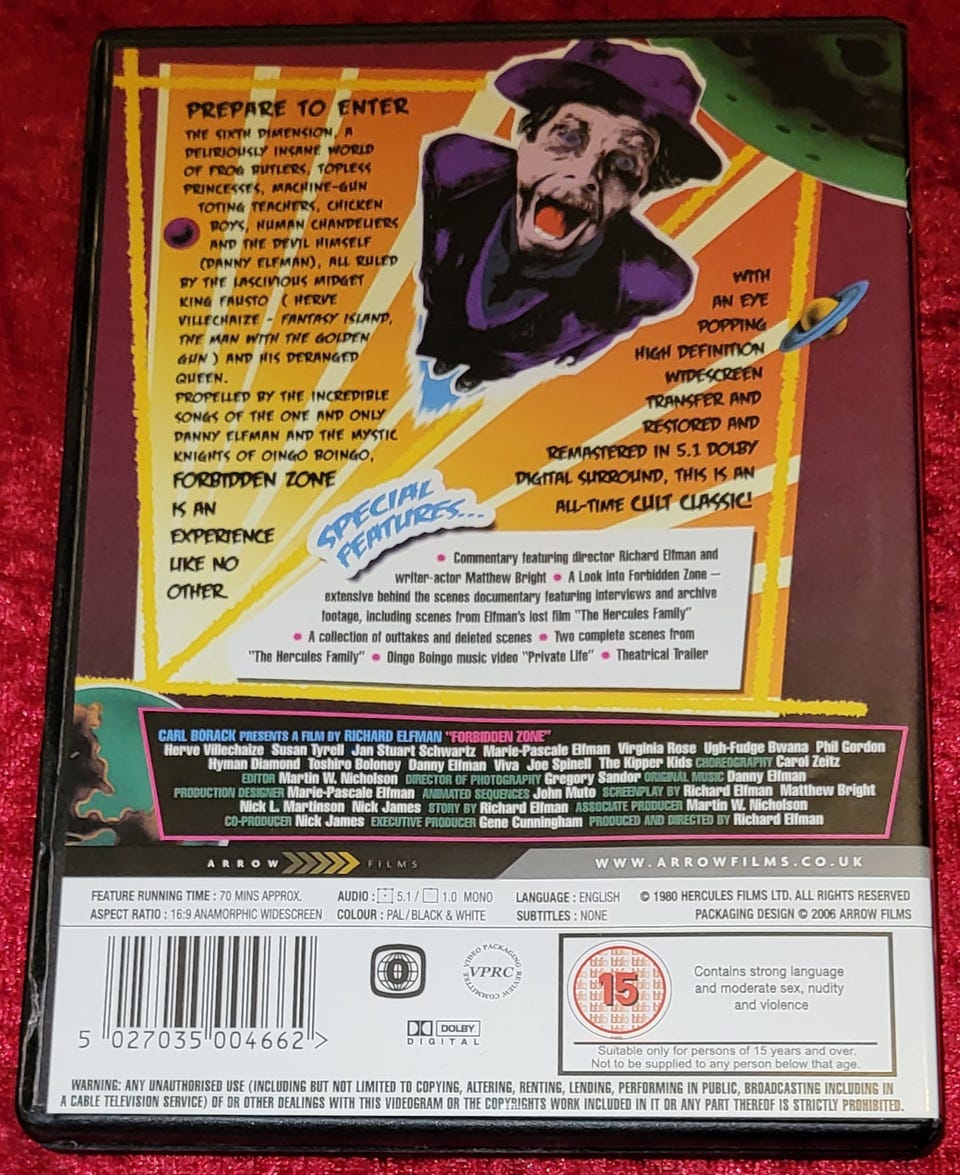 PREPARE TO ENTER
THE SIXTH DIMENSION, A
DELIRIOUSLY INSANE WORLD
OF FROG BUTLERS, TOPLESS
PRINCESSES, MACHINE-GUN
TOTING TEACHERS, CHICKEN
BOYS, HUMAN CHANDELIERS
AND THE DEVIL HIMSELF
(DANNY ELFMAN), ALL RULED
BY THE LASCIVIOUS MIDGET
KING FAUSTO ( HERVE
VILLECHAIZE - FANTASY ISLAND,
THE MAN WITH THE GOLDEN
GUN ) AND HIS DERANGED
QUEEN.
PROPELLED BY THE INCREDIBLE
SONGS OF THE ONE AND ONLY
DANNY ELFMAN AND THE MYSTIC
KNIGHTS OF OINGO BOINGO,
FORBIDDEN ZONE
IS AN
EXPERIENCE
LIKE NO
OTHER.
WITH
AN EYE
POPPING
HIGH DEFINITION
WIDESCREEN
TRANSFER AND
RESTORED AND
REMASTERED IN 5.1 DOLBY
DIGITAL SURROUND, THIS IS AN
ALL-TIME CULT CLASSIC!
SPECIAL
FEATURES...
• Commentary featuring director Richard Elfman and
writer-actor Matthew Bright • A Look into Forbidden Zone –
extensive behind the scenes documentary featuring interviews and archive
footage, including scenes from Elfman's lost film "The Hercules Family"
• A collection of outtakes and deleted scenes • Two complete scenes from
"The Hercules Family" • Oingo Boingo music video "Private Life" • Theatrical Trailer
CARL BORACK PRESENTS A FILM BY RICHARD ELFMAN "FORBIDDEN ZONE"
Herve Villechaize Susan Tyrell Jan Stuart Schwartz Marie-Pascale Elfman Virginia Rose Ugh-Fudge Bwana Phil Gordon
Hyman Diamond Toshiro Boloney Danny Elfman Viva Joe Spinell The Kipper Kids CHOREOGRAPHY Carol Zeitz
EDITOR Martin W. Nicholson DIRECTOR OF PHOTOGRAPHY Gregory Sandor ORIGINAL MUSIC Danny Elfman
PRODUCTION DESIGNER Marie-Pascale Elfman ANIMATED SEQUENCES John Muto SCREENPLAY BY Richard Elfman Matthew Bright
Nick L. Martinson Nick James STORY BY Richard Elfman ASSOCIATE PRODUCER Martin W. Nicholson
CO-PRODUCER Nick James EXECUTIVE PRODUCER Gene Cunningham PRODUCED AND DIRECTED BY Richard Elfman
ARROW FILMS
WWW.ARROWFILMS.CO.UK
FEATURE RUNNING TIME : 70 MINS APPROX. AUDIO : 5.1 / 1.0 MONO LANGUAGE : ENGLISH © 1980 HERCULES FILMS LTD. ALL RIGHTS RESERVED
ASPECT RATIO : 16:9 ANAMORPHIC WIDESCREEN COLOUR : PAL/BLACK & WHITE SUBTITLES : NONE PACKAGING DESIGN © 2006 ARROW FILMS
5 027035 004662 >
0
VIDEO PACKAGING REVIEW COMMITTEE
VPRC
DOLBY
DIGITAL
bbfc
15
Contains strong language
and moderate sex, nudity
and violence
Suitable only for persons of 15 years and over.
Not to be supplied to any person below that age.
WARNING: ANY UNAUTHORISED USE (INCLUDING BUT NOT LIMITED TO COPYING, ALTERING, RENTING, LENDING, PERFORMING IN PUBLIC, BROADCASTING INCLUDING IN
A CABLE TELEVISION SERVICE) OF OR OTHER DEALINGS WITH THIS VIDEOGRAM OR THE COPYRIGHTS WORK INCLUDED IN IT OR ANY PART THEREOF IS STRICTLY PROHIBITED.